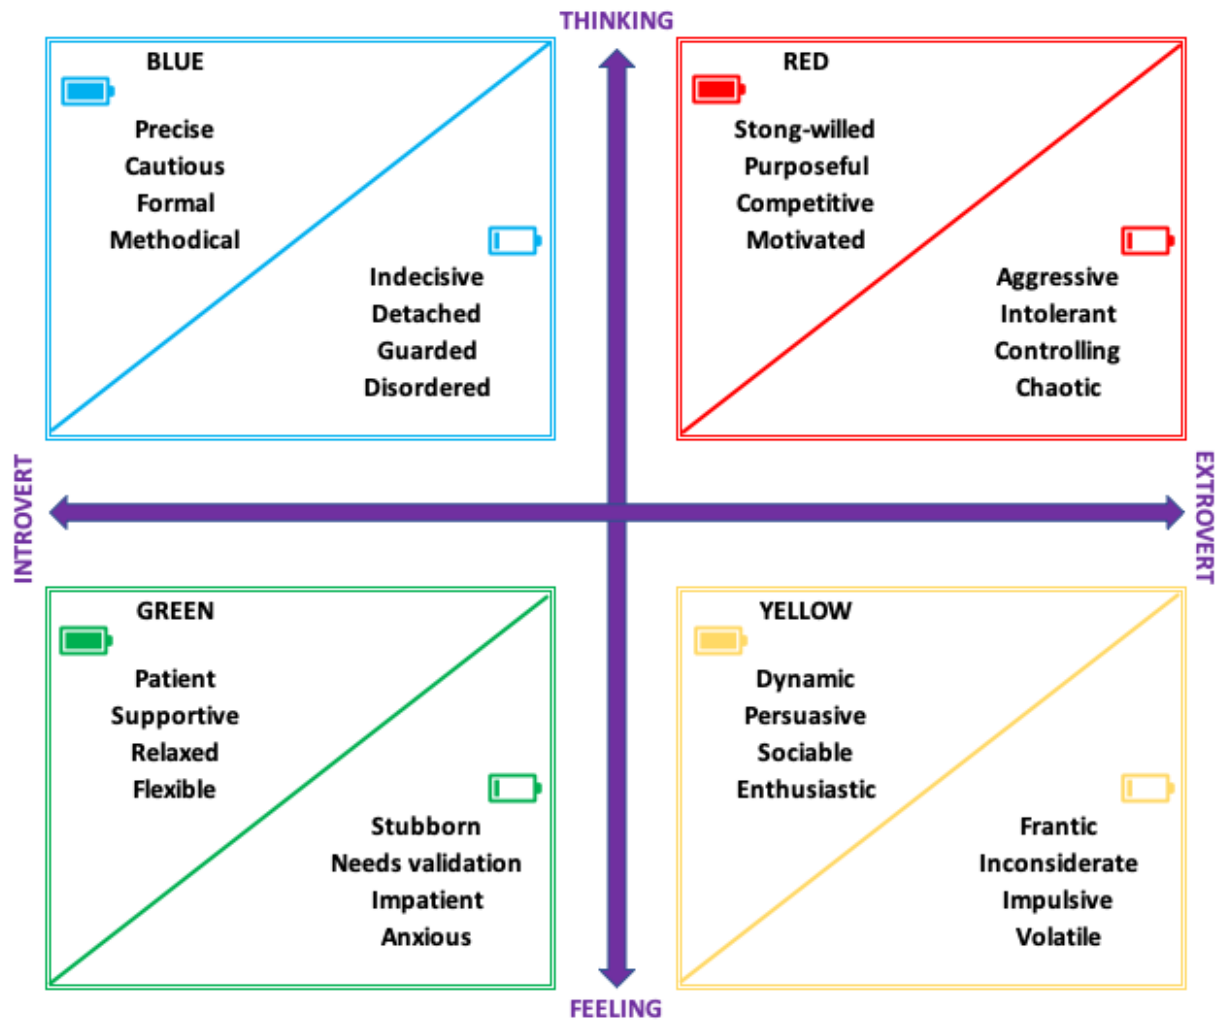 THINKING
BLUE
Precise
Cautious
Formal
Methodical
Indecisive
Detached
Guarded
Disordered
RED
Stong-willed
Purposeful
Competitive
Motivated
Aggressive
Intolerant
Controlling
Chaotic
INTROVERT
EXTROVERT
GREEN
Patient
Supportive
Relaxed
Flexible
Stubborn
Needs validation
Impatient
Anxious
YELLOW
Dynamic
Persuasive
Sociable
Enthusiastic
Frantic
Inconsiderate
Impulsive
Volatile
FEELING